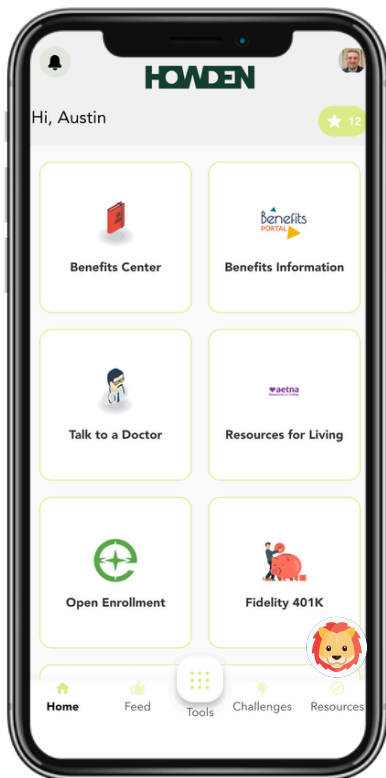 HOWDEN
Hi, Austin
12
Benefits Center
Benefits
PORTAL
Benefits Information
Talk to a Doctor
aetna
Resources for Living
Open Enrollment
Fidelity 401K
Home
Feed
Tools
Challenges
Resources